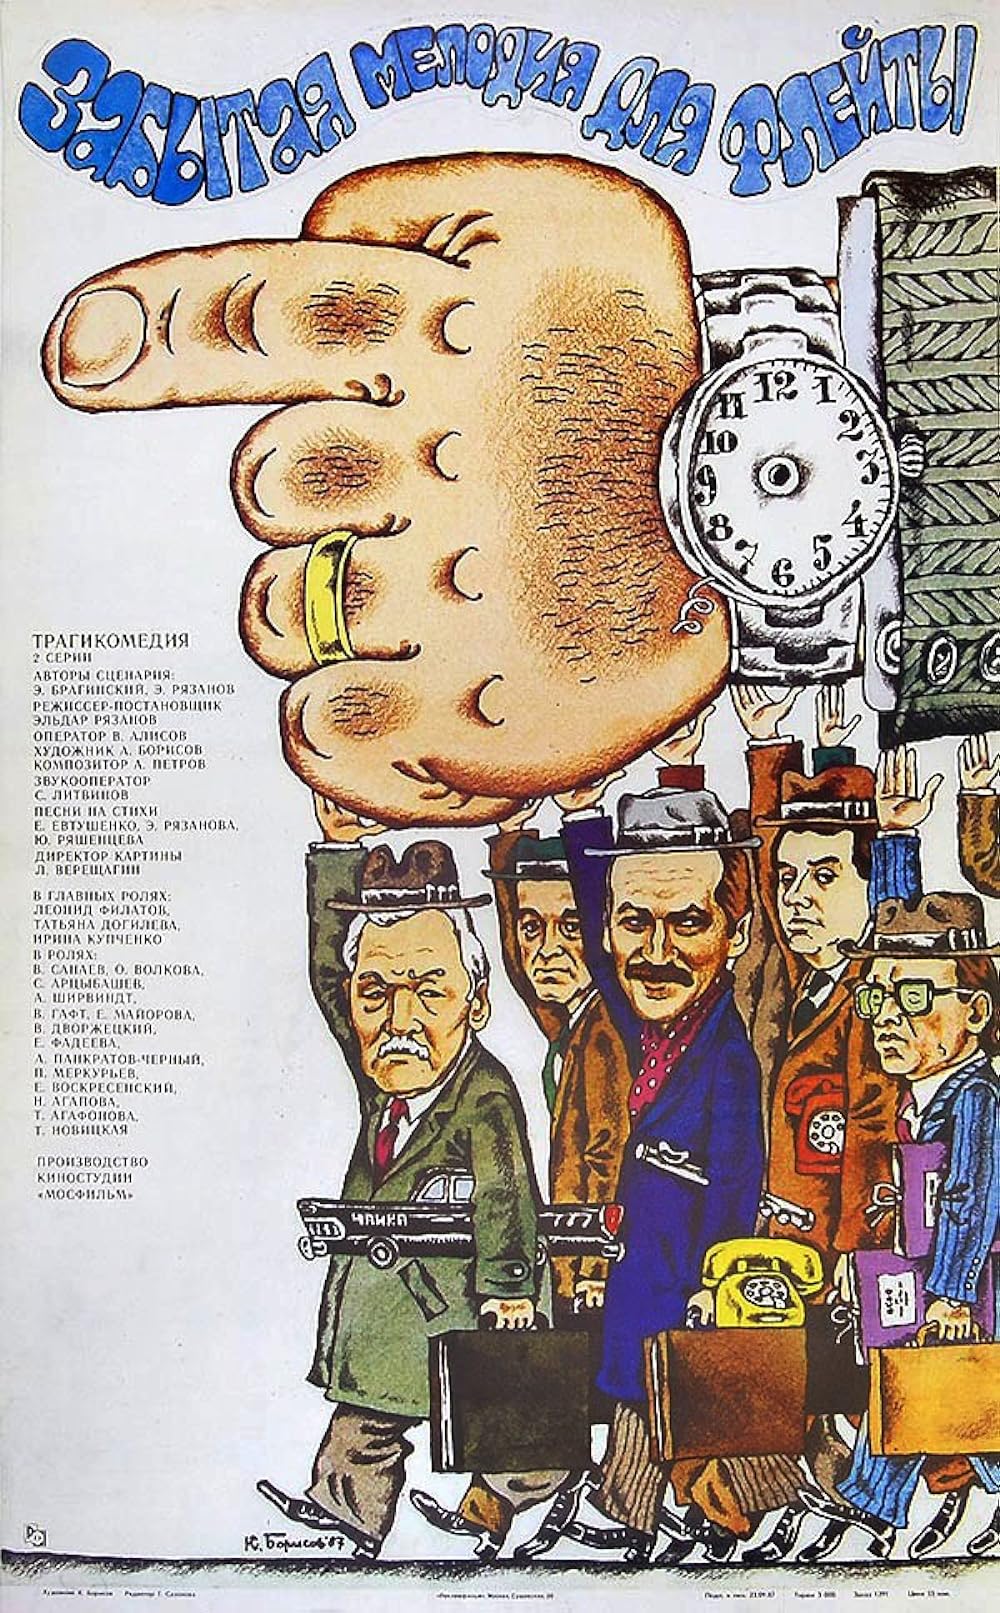 Забытая мелодия для флейты
12
1
2
3
4
5
6
7
8
9
10
11
ТРАГИКОМЕДИЯ
2 СЕРИИ
АВТОРЫ СЦЕНАРИЯ:
Э. БРАГИНСКИЙ, Э. РЯЗАНОВ
РЕЖИССЕР-ПОСТАНОВЩИК
ЭЛЬДАР РЯЗАНОВ
ОПЕРАТОР В. АЛИСОВ
ХУДОЖНИК А. БОРИСОВ
КОМПОЗИТОР А. ПЕТРОВ
ЗВУКООПЕРАТОР
С. ЛИТВИНОВ
ПЕСНИ НА СТИХИ
Е. ЕВТУШЕНКО, Э. РЯЗАНОВА,
Ю. РЯШЕНЦЕВА
ДИРЕКТОР КАРТИНЫ
Л. ВЕРЕЩАГИН
В ГЛАВНЫХ РОЛЯХ:
ЛЕОНИД ФИЛАТОВ,
ТАТЬЯНА ДОГИЛЕВА,
ИРИНА КУПЧЕНКО
В РОЛЯХ:
В. САНАЕВ, О. ВОЛКОВА,
С. АРЦЫБАШЕВ,
А. ШИРВИНДТ,
В. ГАФТ, Е. МАЙОРОВА,
В. ДВОРЖЕЦКИЙ,
Е. ФАДЕЕВА,
А. ПАНКРАТОВ-ЧЕРНЫЙ,
П. МЕРКУРЬЕВ,
Е. ВОСКРЕСЕНСКИЙ,
Н. АГАПОВА,
Т. АГАФОНОВА,
Т. НОВИЦКАЯ
ПРОИЗВОДСТВО
КИНОСТУДИИ
«МОСФИЛЬМ»
ЧАЙКА
Ю. Борисов '87